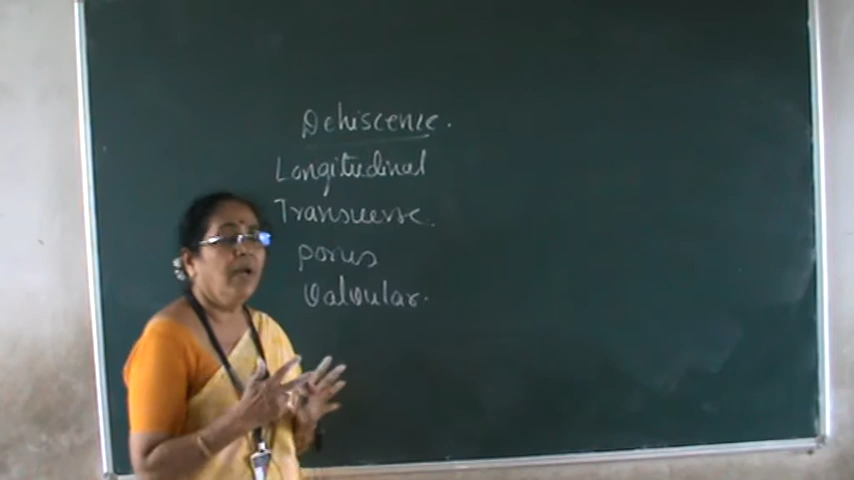 Dehiscence.
Longitudinal
Transverse.
porus
Valvular.